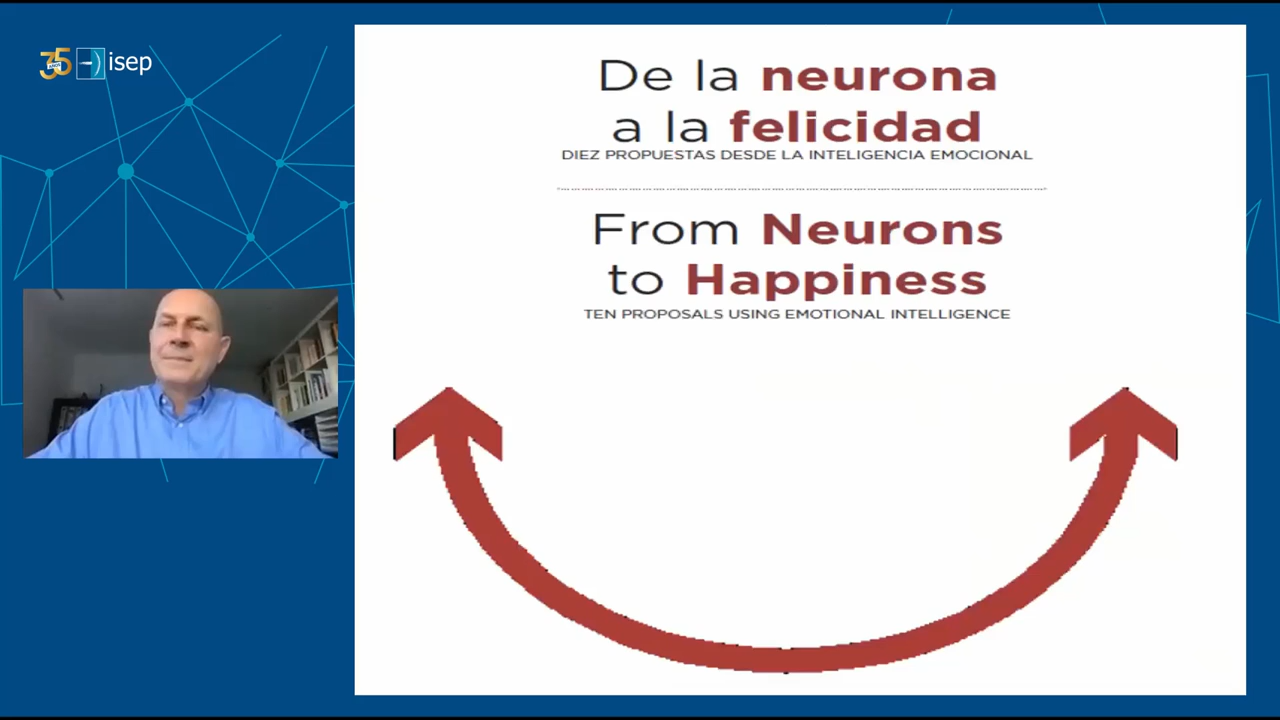 35
años
isep
De la neurona
a la felicidad
DIEZ PROPUESTAS DESDE LA INTELIGENCIA EMOCIONAL
From Neurons
to Happiness
TEN PROPOSALS USING EMOTIONAL INTELLIGENCE